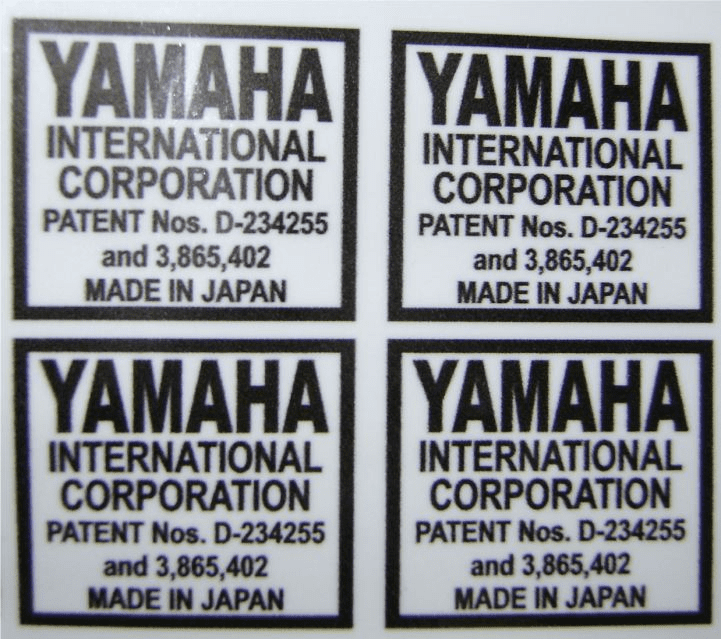 YAMAHA
INTERNATIONAL
CORPORATION
PATENT Nos. D-234255
and 3,865,402
MADE IN JAPAN
YAMAHA
INTERNATIONAL
CORPORATION
PATENT Nos. D-234255
and 3,865,402
MADE IN JAPAN
YAMAHA
INTERNATIONAL
CORPORATION
PATENT Nos. D-234255
and 3,865,402
MADE IN JAPAN
YAMAHA
INTERNATIONAL
CORPORATION
PATENT Nos. D-234255
and 3,865,402
MADE IN JAPAN